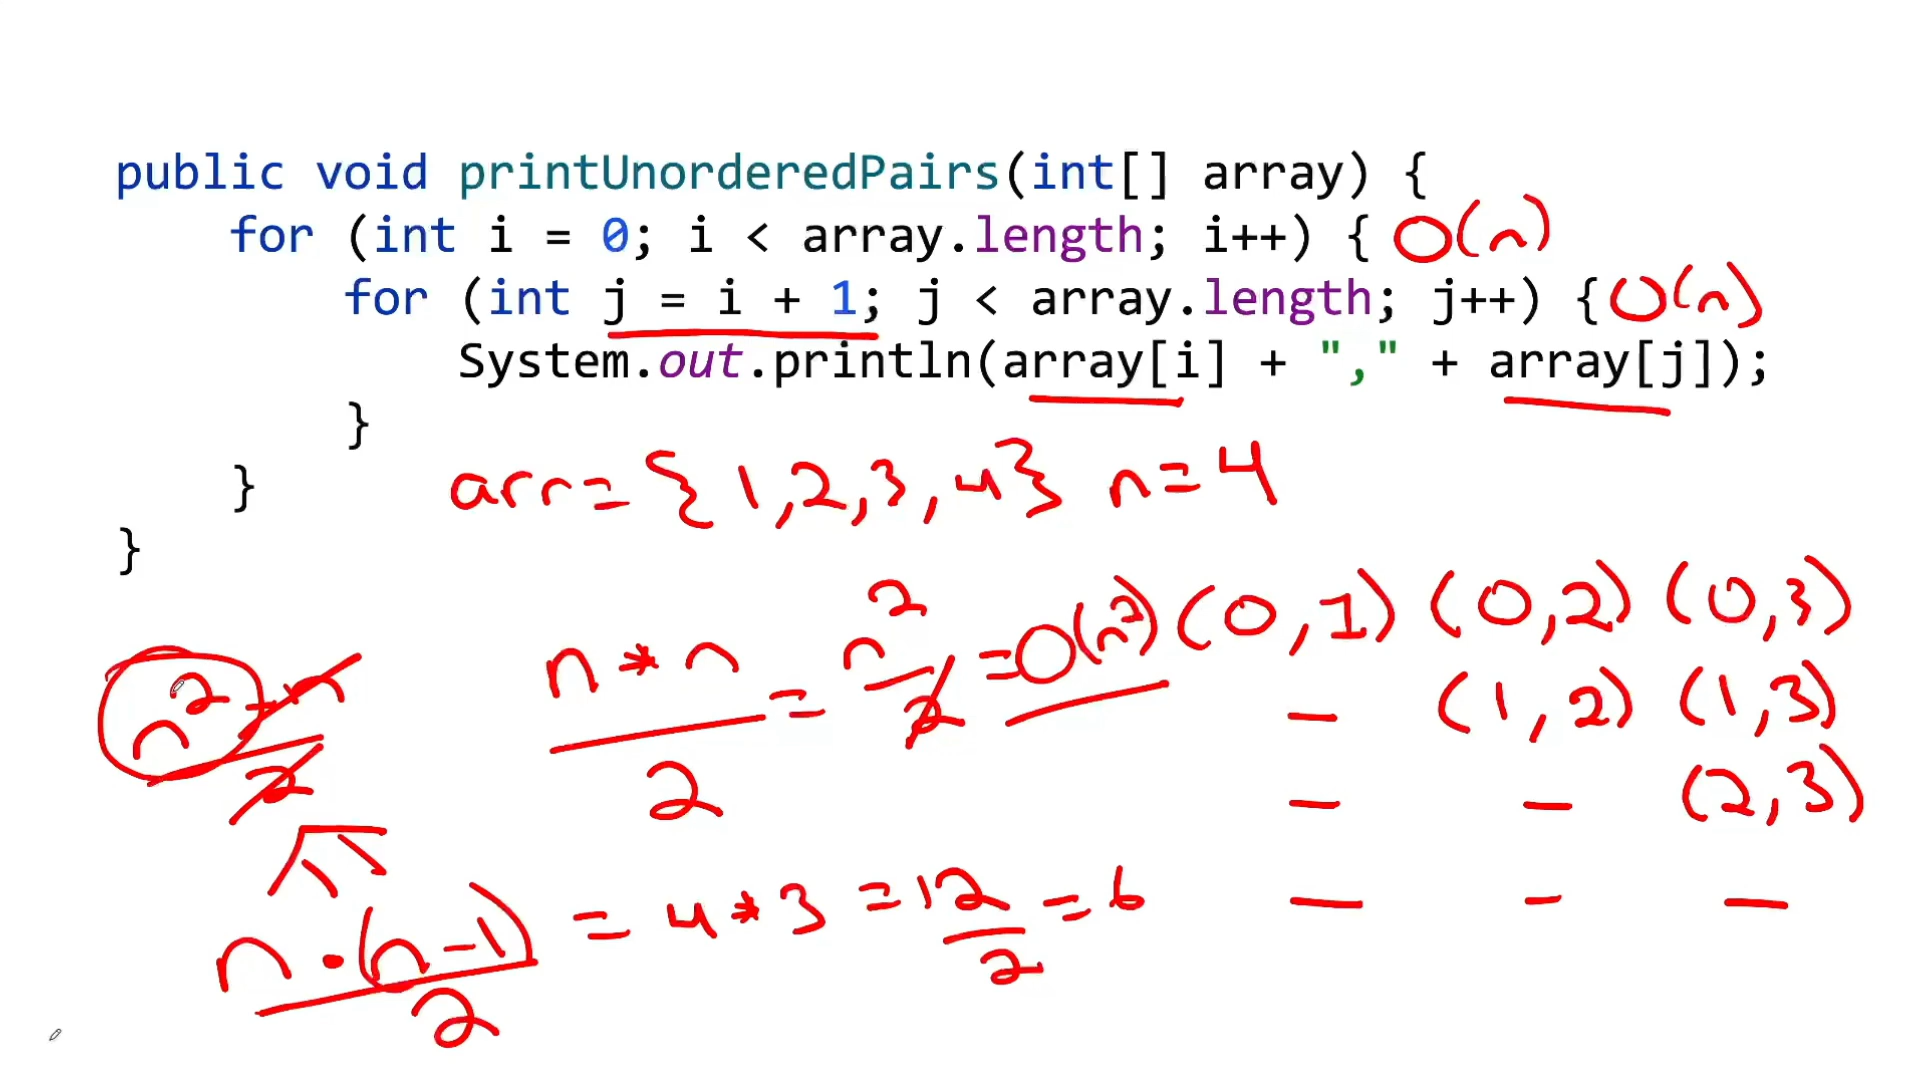 public void printUnorderedPairs(int[] array) {
for (int i = 0; i < array.length; i++) { O(n)
for (int j = i + 1; j < array.length; j++) { O(n)
System.out.println(array[i] + "," + array[j]);
}
}
}
arr = {1,2,3,4} n=4
n * n / 2 = n² / 2 = O(n²)
(0,1) (0,2) (0,3)
– (1,2) (1,3)
– – (2,3)
– – –
n² - n / 2
n · (n-1) / 2 = 4 * 3 = 12 / 2 = 6